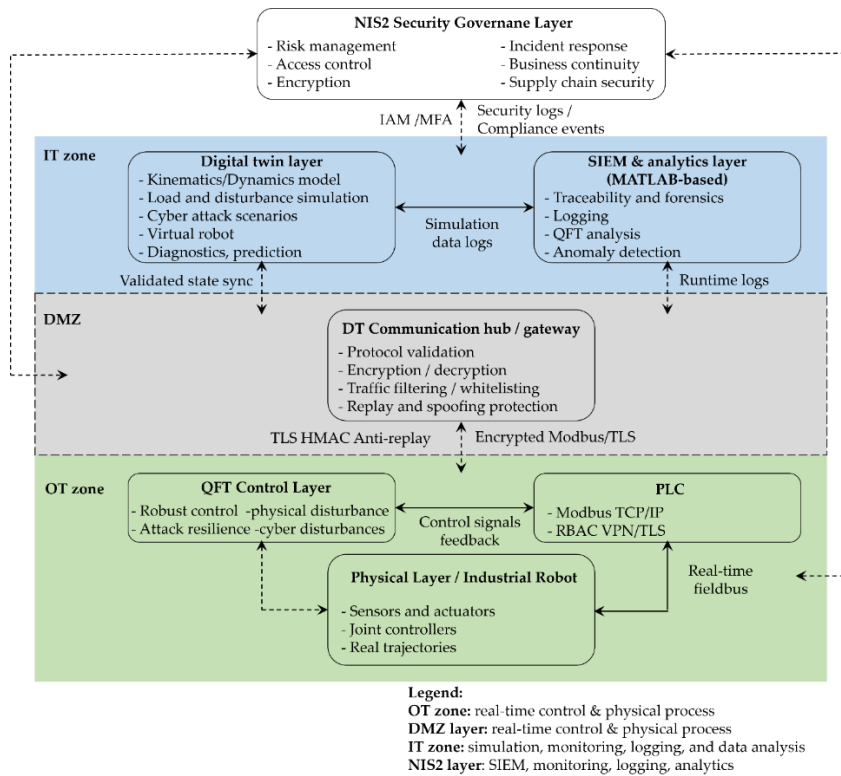 NIS2 Security Governane Layer
- Risk management
- Access control
- Encryption
- Incident response
- Business continuity
- Supply chain security
IAM /MFA
Security logs /
Compliance events
IT zone
Digital twin layer
- Kinematics/Dynamics model
- Load and disturbance simulation
- Cyber attack scenarios
- Virtual robot
- Diagnostics, prediction
Simulation
data logs
SIEM & analytics layer
(MATLAB-based)
- Traceability and forensics
- Logging
- QFT analysis
- Anomaly detection
Validated state sync
Runtime logs
DMZ
DT Communication hub / gateway
- Protocol validation
- Encryption / decryption
- Traffic filtering / whitelisting
- Replay and spoofing protection
TLS HMAC Anti-replay
Encrypted Modbus/TLS
OT zone
QFT Control Layer
- Robust control -physical disturbance
- Attack resilience -cyber disturbances
Control signals
feedback
PLC
- Modbus TCP/IP
- RBAC VPN/TLS
Physical Layer / Industrial Robot
- Sensors and actuators
- Joint controllers
- Real trajectories
Real-time
fieldbus
Legend:
OT zone: real-time control & physical process
DMZ layer: real-time control & physical process
IT zone: simulation, monitoring, logging, and data analysis
NIS2 layer: SIEM, monitoring, logging, analytics